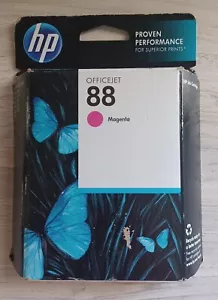 hp
PROVEN
PERFORMANCE
FOR SUPERIOR PRINTS
OFFICEJET
88
Magenta